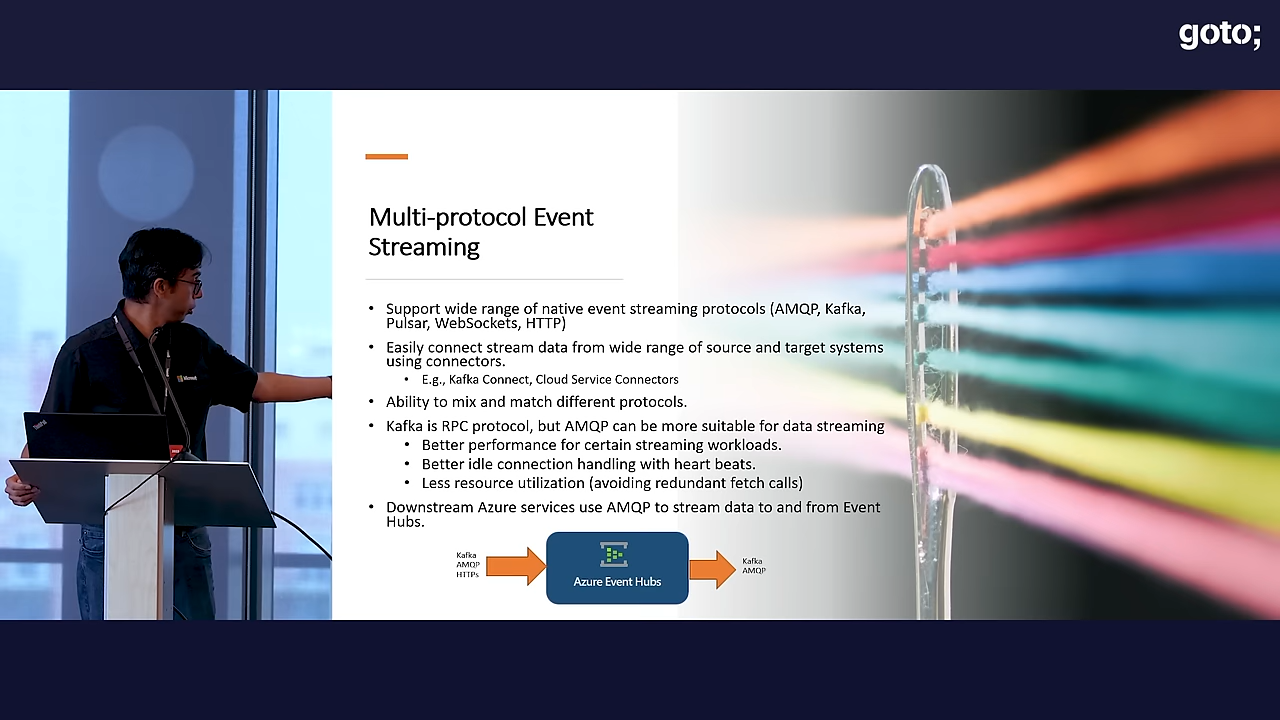 goto;
Multi-protocol Event
Streaming
• Support wide range of native event streaming protocols (AMQP, Kafka,
Pulsar, WebSockets, HTTP)
• Easily connect stream data from wide range of source and target systems
using connectors.
• E.g., Kafka Connect, Cloud Service Connectors
• Ability to mix and match different protocols.
• Kafka is RPC protocol, but AMQP can be more suitable for data streaming
• Better performance for certain streaming workloads.
• Better idle connection handling with heart beats.
• Less resource utilization (avoiding redundant fetch calls)
• Downstream Azure services use AMQP to stream data to and from Event
Hubs.
Kafka
AMQP
HTTPs
Azure Event Hubs
Kafka
AMQP
Microsoft
ThinkPad